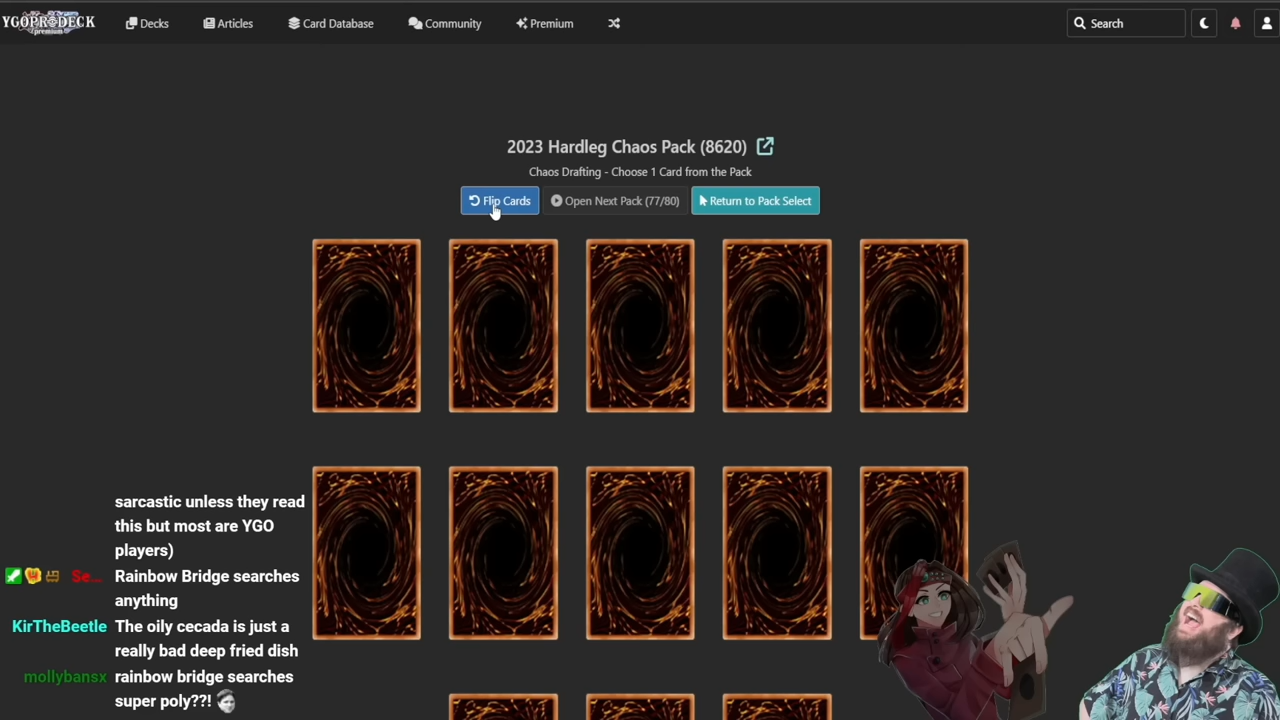 YGOPRODECK
premium
Decks
Articles
Card Database
Community
Premium
Search
2023 Hardleg Chaos Pack (8620)
Chaos Drafting - Choose 1 Card from the Pack
Flip Cards
Open Next Pack (77/80)
Return to Pack Select
sarcastic unless they read
this but most are YGO
players)
Se... Rainbow Bridge searches
anything
KirTheBeetle The oily cecada is just a
really bad deep fried dish
mollybansx rainbow bridge searches
super poly??!